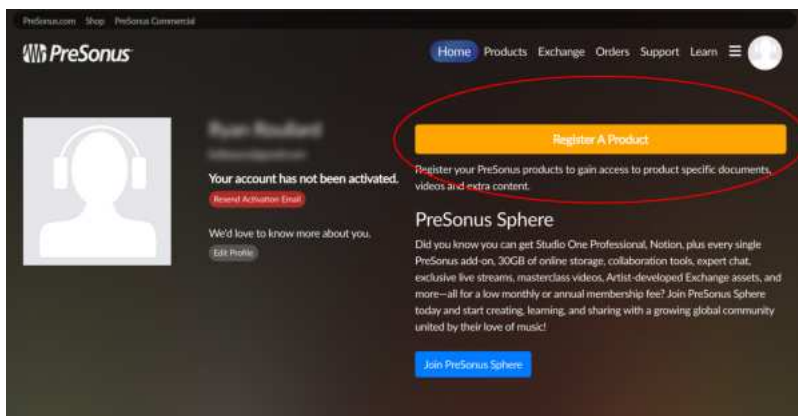 PreSonus.com Shop PreSonus Commercial
PreSonus
Home Products Exchange Orders Support Learn
Register A Product
Register your PreSonus products to gain access to product specific documents,
videos and extra content.
Your account has not been activated.
Resend Activation Email
We'd love to know more about you.
Edit Profile
PreSonus Sphere
Did you know you can get Studio One Professional, Notion, plus every single
PreSonus add-on, 30GB of online storage, collaboration tools, expert chat,
exclusive live streams, masterclass videos, Artist-developed Exchange assets, and
more—all for a low monthly or annual membership fee? Join PreSonus Sphere
today and start creating, learning, and sharing with a growing global community
united by their love of music!
Join PreSonus Sphere